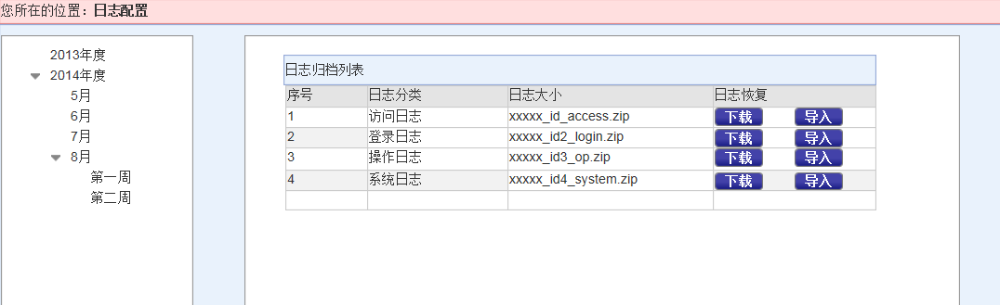 您所在的位置：日志配置
2013年度
2014年度
5月
6月
7月
8月
第一周
第二周
日志归档列表
序号 日志分类 日志大小 日志恢复
1 访问日志 xxxxx_id_access.zip 下载 导入
2 登录日志 xxxxx_id2_login.zip 下载 导入
3 操作日志 xxxxx_id3_op.zip 下载 导入
4 系统日志 xxxxx_id4_system.zip 下载 导入